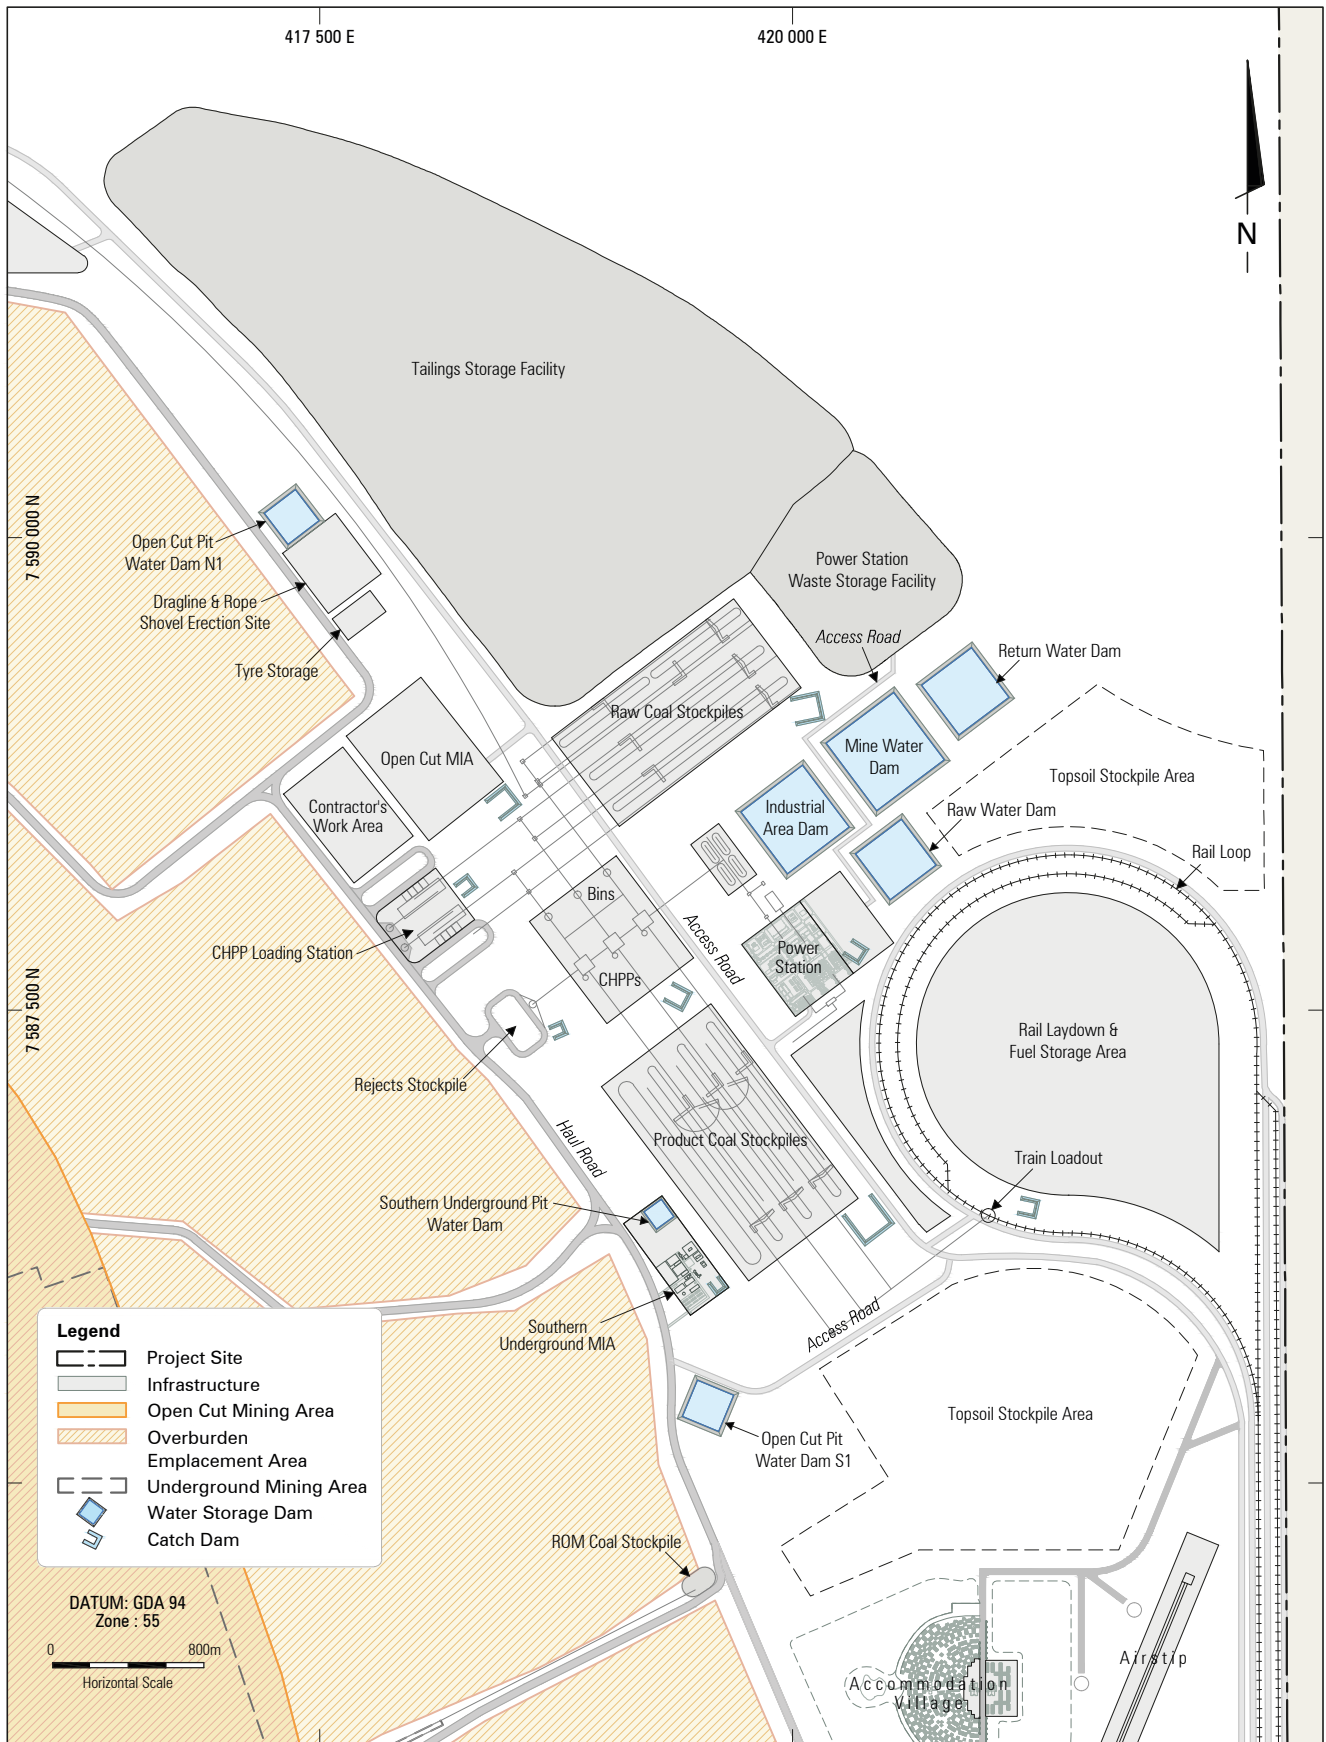 417 500 E
420 000 E
N
Tailings Storage Facility
7 590 000 N
Open Cut Pit
Water Dam N1
Dragline & Rope
Shovel Erection Site
Tyre Storage
Power Station
Waste Storage Facility
Access Road
Return Water Dam
Raw Coal Stockpiles
Open Cut MIA
Mine Water
Dam
Topsoil Stockpile Area
Contractor's
Work Area
Industrial
Area Dam
Raw Water Dam
Rail Loop
Bins
CHPP Loading Station
Access Road
Power
Station
CHPPs
7 587 500 N
Rail Laydown &
Fuel Storage Area
Rejects Stockpile
Haul Road
Product Coal Stockpiles
Train Loadout
Southern Underground Pit
Water Dam
Southern
Underground MIA
Access Road
Legend
Project Site
Infrastructure
Open Cut Mining Area
Overburden
Emplacement Area
Underground Mining Area
Water Storage Dam
Catch Dam
Open Cut Pit
Water Dam S1
Topsoil Stockpile Area
ROM Coal Stockpile
DATUM: GDA 94
Zone : 55
0 800m
Horizontal Scale
Airstip
Accommodation
Village